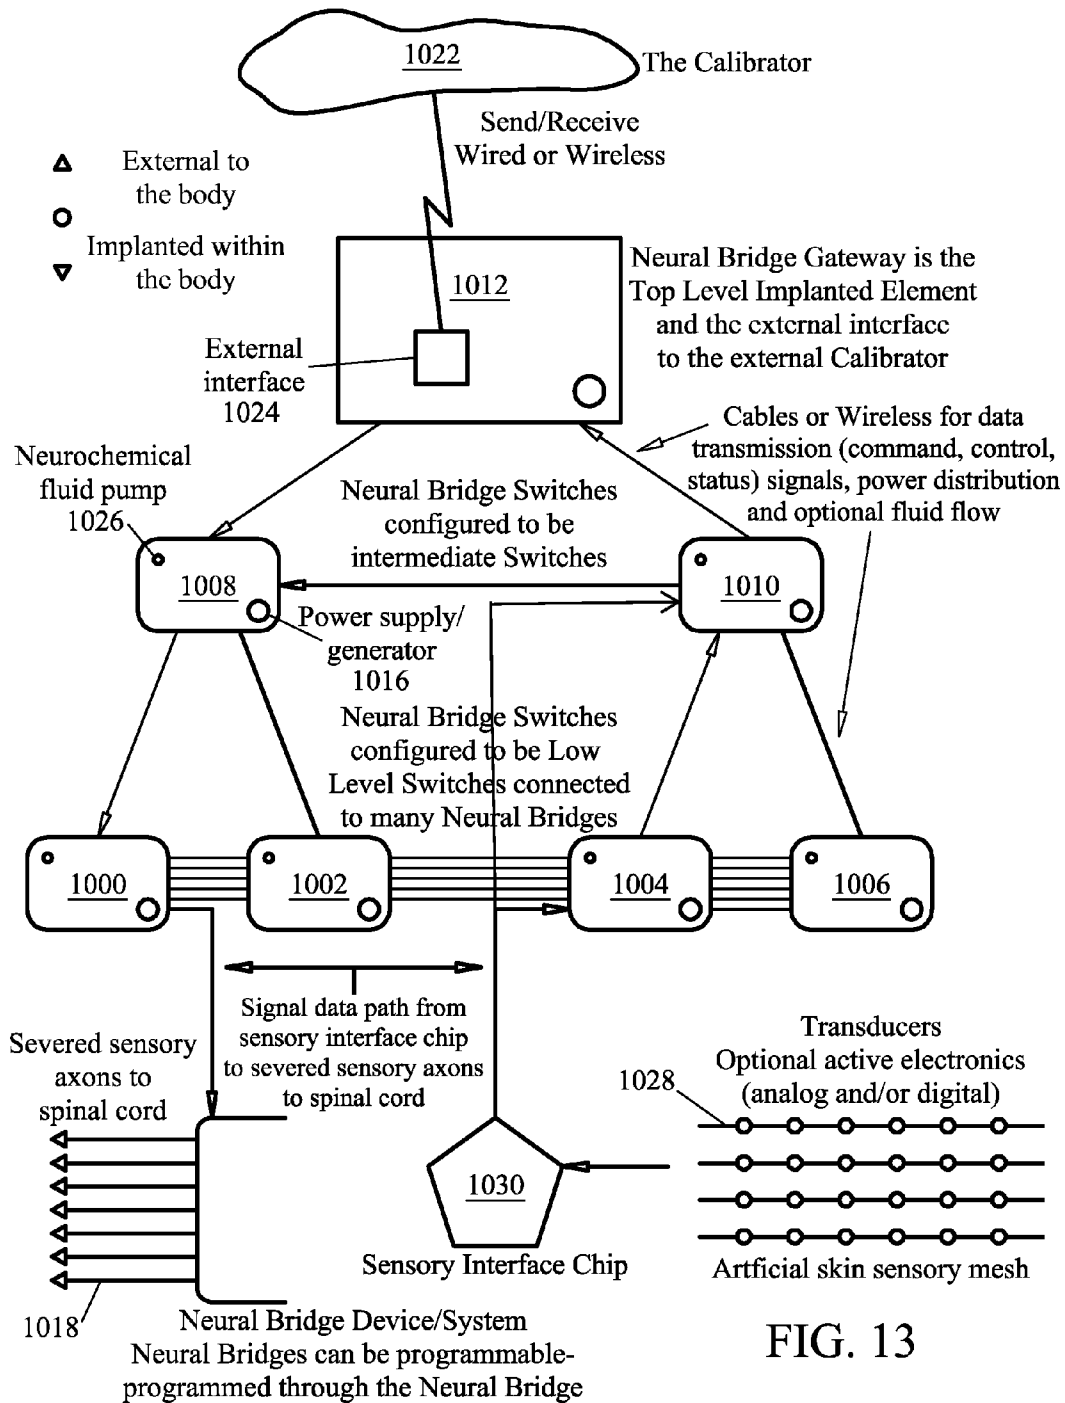 1022
The Calibrator
Send/Receive
Wired or Wireless
External to
the body
Implanted within
the body
1012
Neural Bridge Gateway is the
Top Level Implanted Element
and the external interface
to the external Calibrator
External
interface
1024
Cables or Wireless for data
transmission (command, control,
status) signals, power distribution
and optional fluid flow
Neurochemical
fluid pump
1026
Neural Bridge Switches
configured to be
intermediate Switches
1008
1010
Power supply/
generator
1016
Neural Bridge Switches
configured to be Low
Level Switches connected
to many Neural Bridges
1000
1002
1004
1006
Signal data path from
sensory interface chip
to severed sensory axons
to spinal cord
Severed sensory
axons to
spinal cord
Transducers
Optional active electronics
(analog and/or digital)
1028
1030
Sensory Interface Chip
Artficial skin sensory mesh
1018
Neural Bridge Device/System
Neural Bridges can be programmable-
programmed through the Neural Bridge
FIG. 13